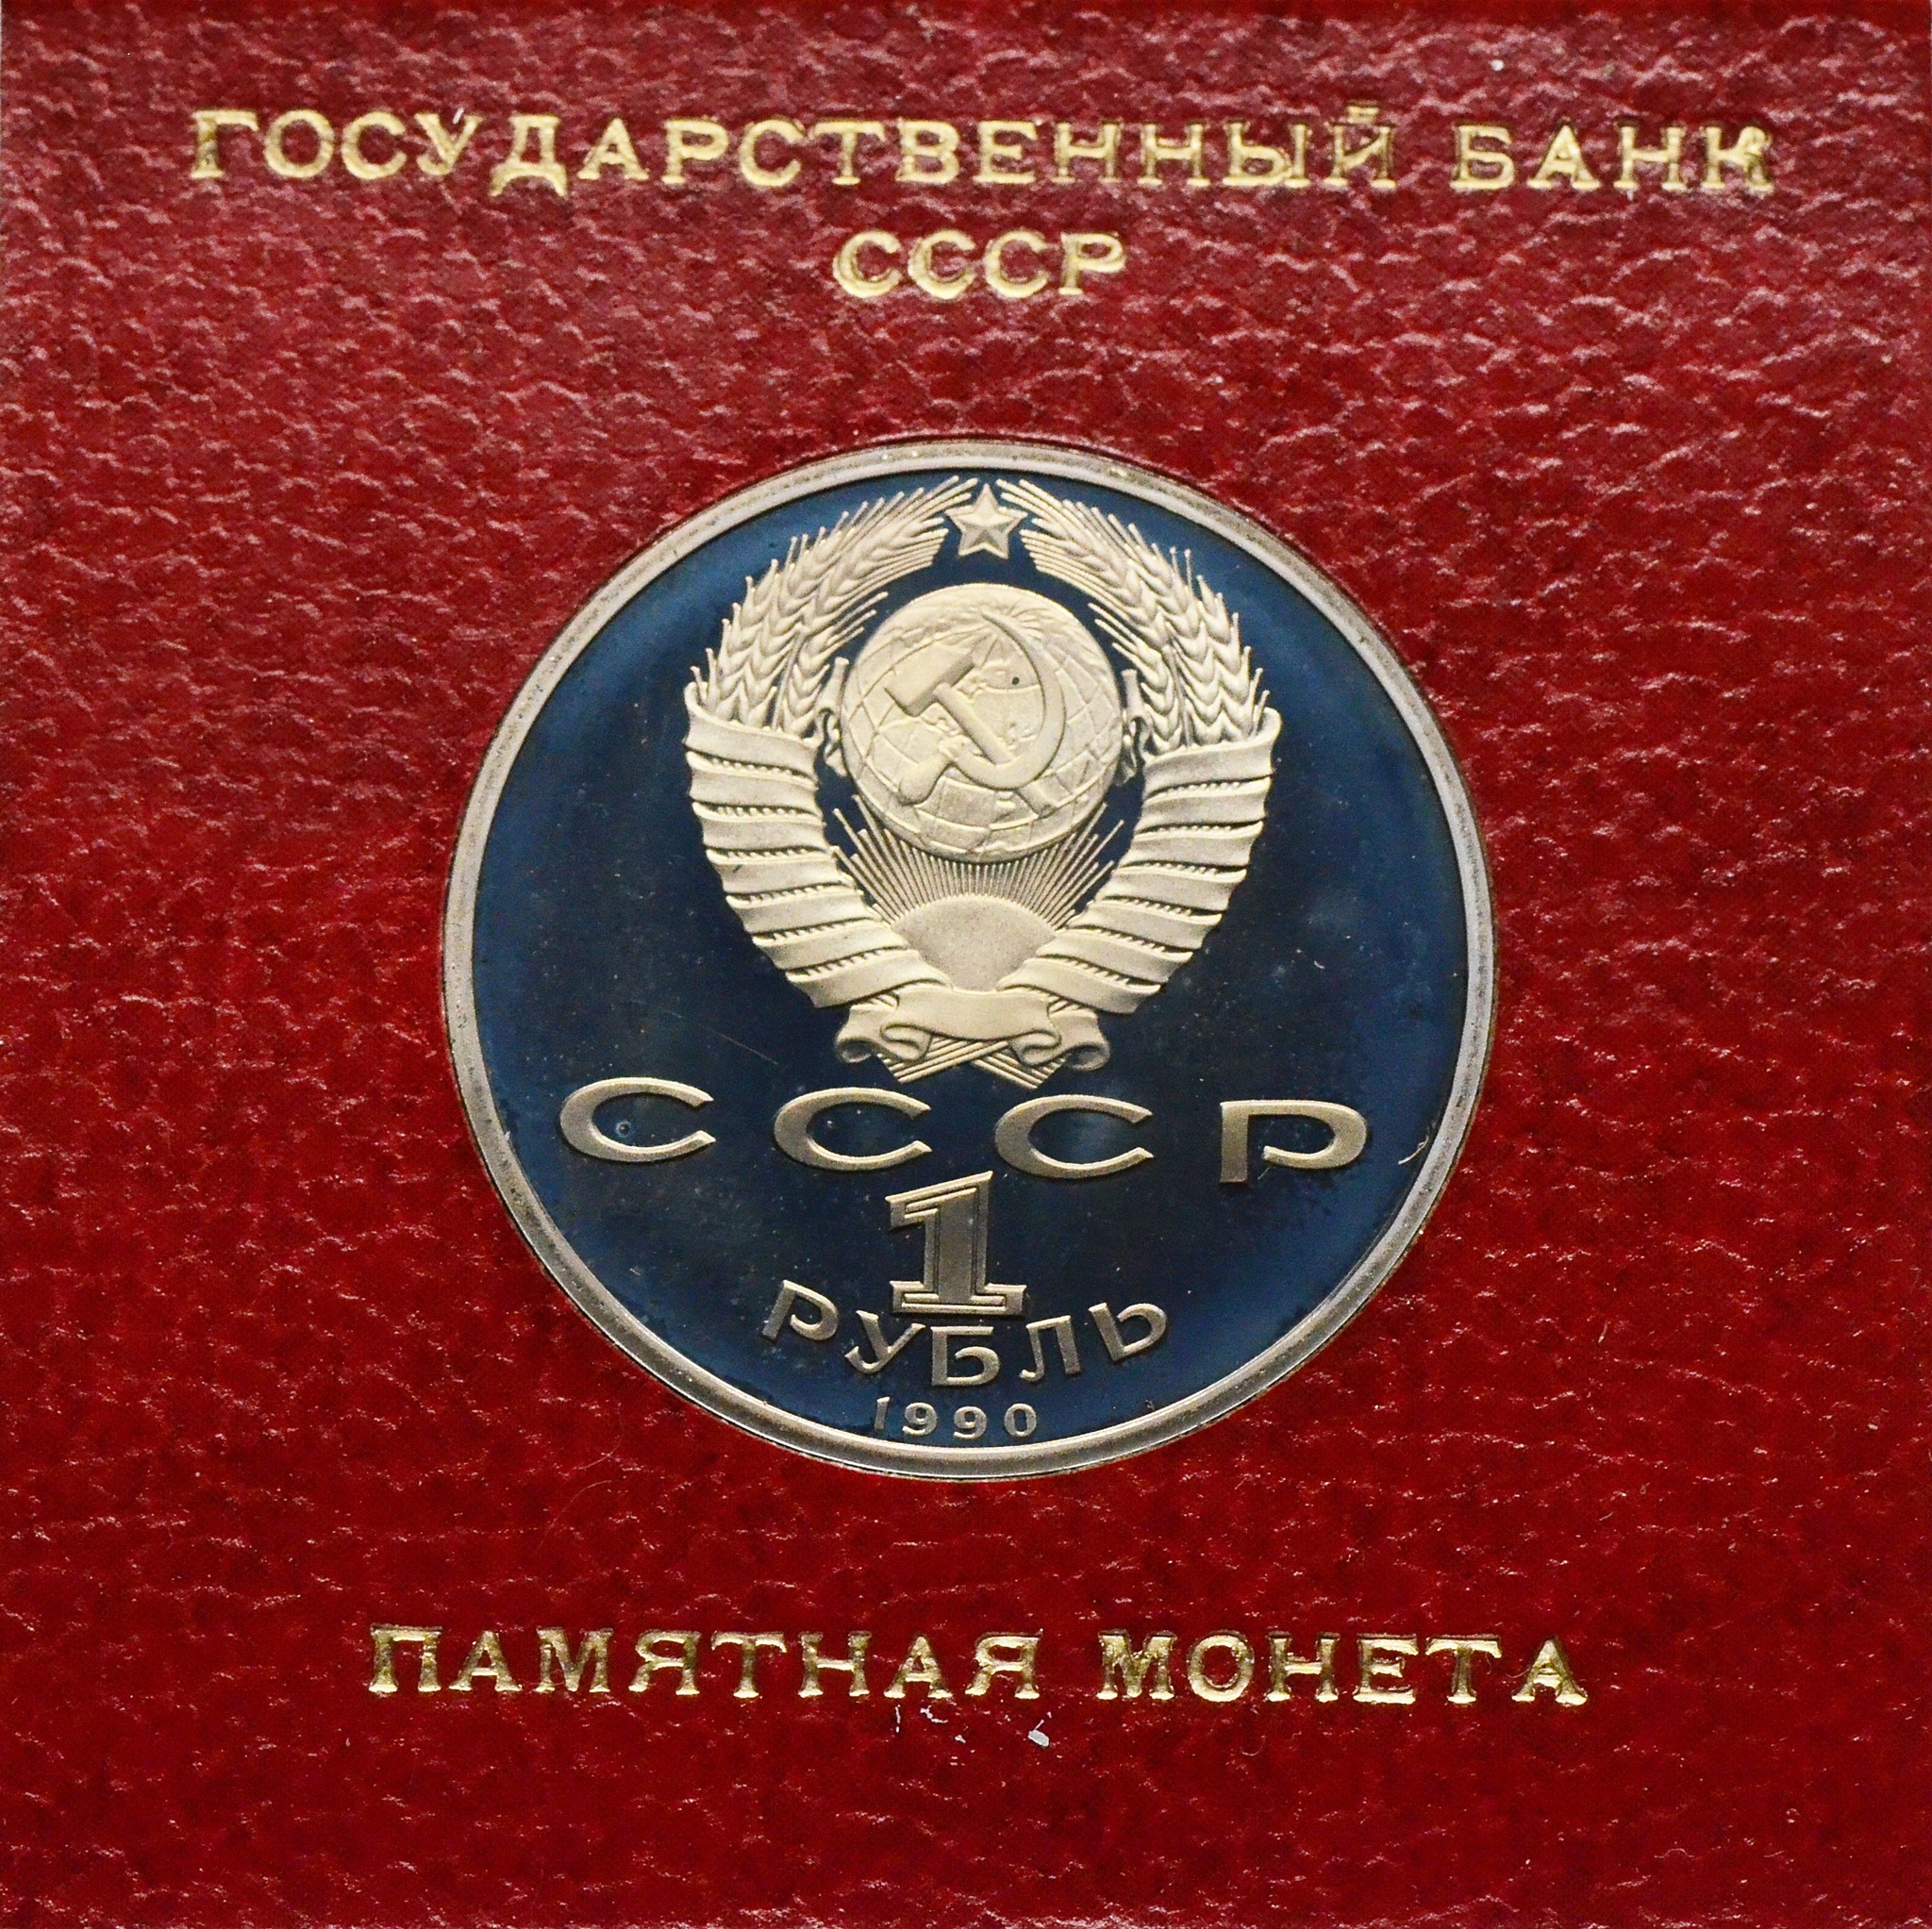 ГОСУДАРСТВЕННЫЙ БАНК
СССР
СССР
1
РУБЛЬ
1990
ПАМЯТНАЯ МОНЕТА